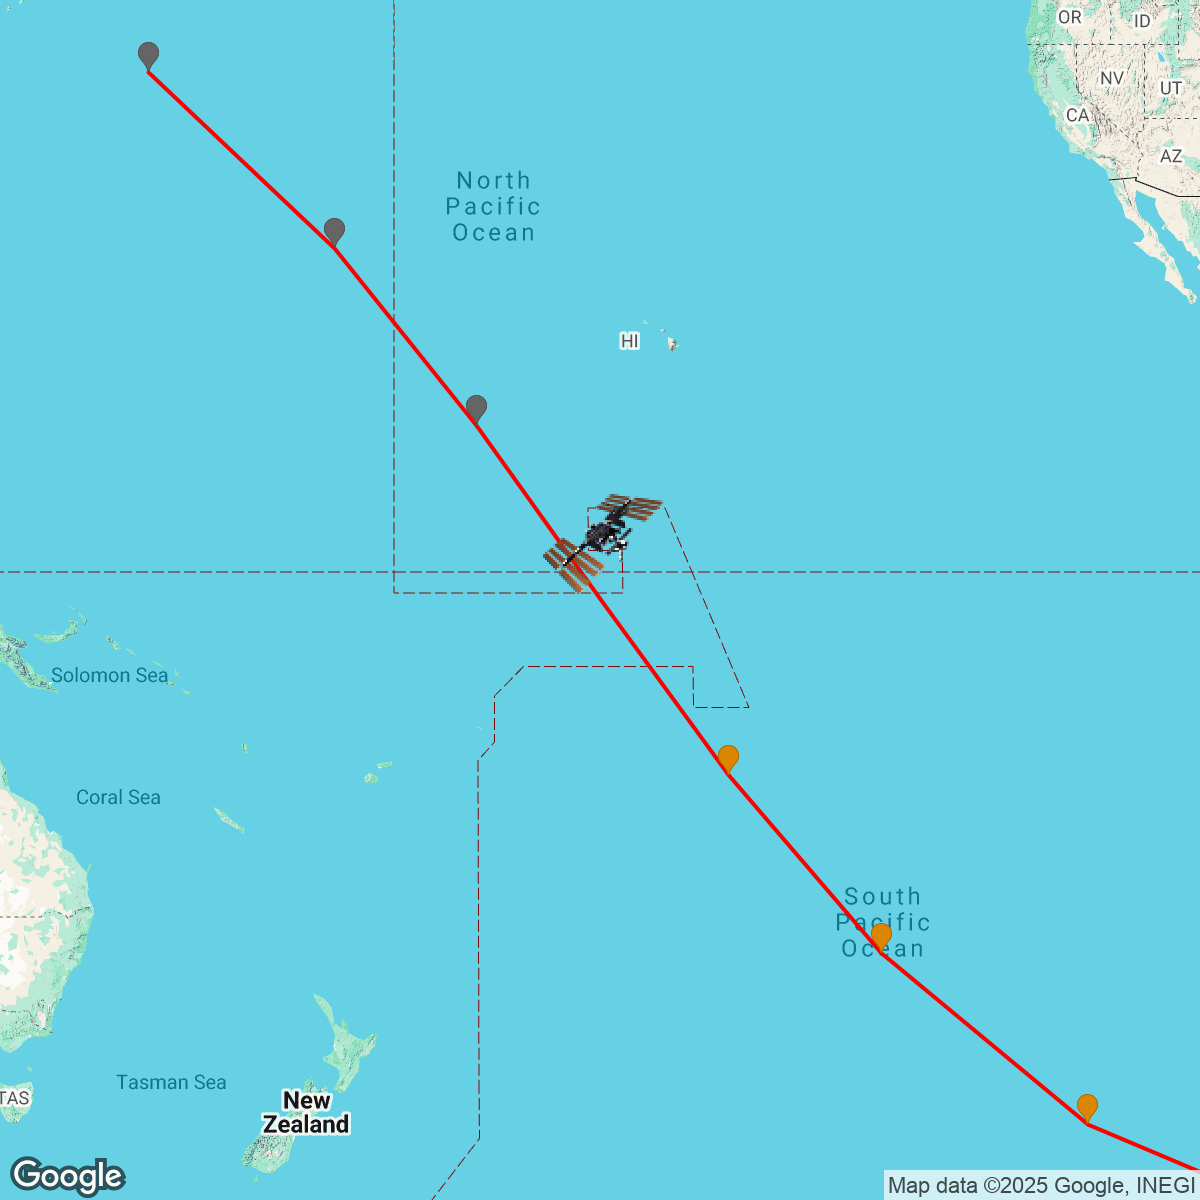 OR
ID
NV
UT
CA
AZ
North
Pacific
Ocean
HI
Solomon Sea
Coral Sea
South
Pacific
Ocean
Tasman Sea
TAS
New
Zealand
Google
Map data ©2025 Google, INEGI